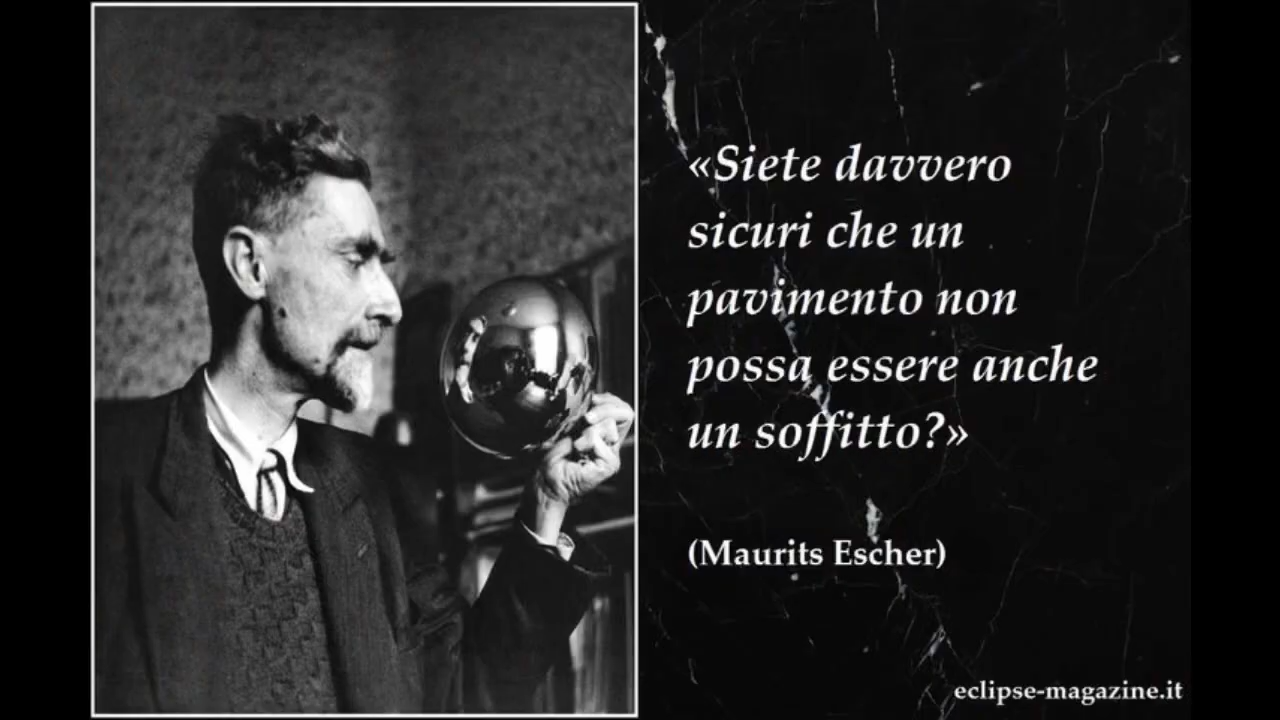 «Siete davvero
sicuri che un
pavimento non
possa essere anche
un soffitto?»
(Maurits Escher)
eclipse-magazine.it